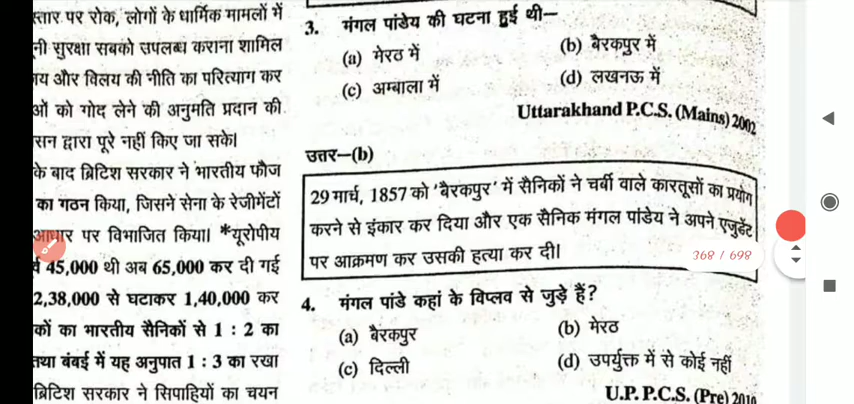 स्तार पर रोक, लोगों के धार्मिक मामलों में
नी सुरक्षा सबको उपलब्ध कराना शामिल
य और विलय की नीति का परित्याग कर
ओं को गोद लेने की अनुमति प्रदान की
सन द्वारा पूरे नहीं किए जा सके।
के बाद ब्रिटिश सरकार ने भारतीय फौज
का गठन किया, जिसने सेना के रेजीमेंटों
आधार पर विभाजित किया। *यूरोपीय
45,000 थी अब 65,000 कर दी गई
2,38,000 से घटाकर 1,40,000 कर
कों का भारतीय सैनिकों से 1 : 2 का
तथा बंबई में यह अनुपात 1 : 3 का रखा
ब्रिटिश सरकार ने सिपाहियों का चयन
3. मंगल पांडेय की घटना हुई थी–
(a) मेरठ में (b) बैरकपुर में
(c) अम्बाला में (d) लखनऊ में
Uttarakhand P.C.S. (Mains) 2002
उत्तर–(b)
29 मार्च, 1857 को 'बैरकपुर' में सैनिकों ने चर्बी वाले कारतूसों का प्रयोग
करने से इंकार कर दिया और एक सैनिक मंगल पांडेय ने अपने एजुडेंट
पर आक्रमण कर उसकी हत्या कर दी।
368 / 698
4. मंगल पांडे कहां के विप्लव से जुड़े हैं?
(a) बैरकपुर (b) मेरठ
(c) दिल्ली (d) उपर्युक्त में से कोई नहीं
U.P. P.C.S. (Pre) 2010